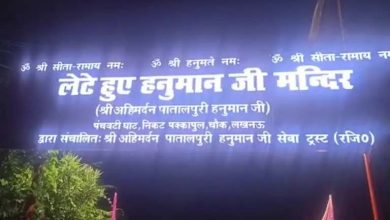 ॐ श्री सीता-रामाय नमः ॐ श्री हनुमते नमः ॐ श्री सीता-रामाय नमः
लेटे हुए हनुमान जी मन्दिर
(श्री अहिमर्दन पातालपुरी हनुमान जी)
पंचवटी घाट, निकट पक्कापुल, चौक, लखनऊ
द्वारा संचालितः श्री अहिमर्दन पातालपुरी हनुमान जी सेवा ट्रस्ट (रजि०)